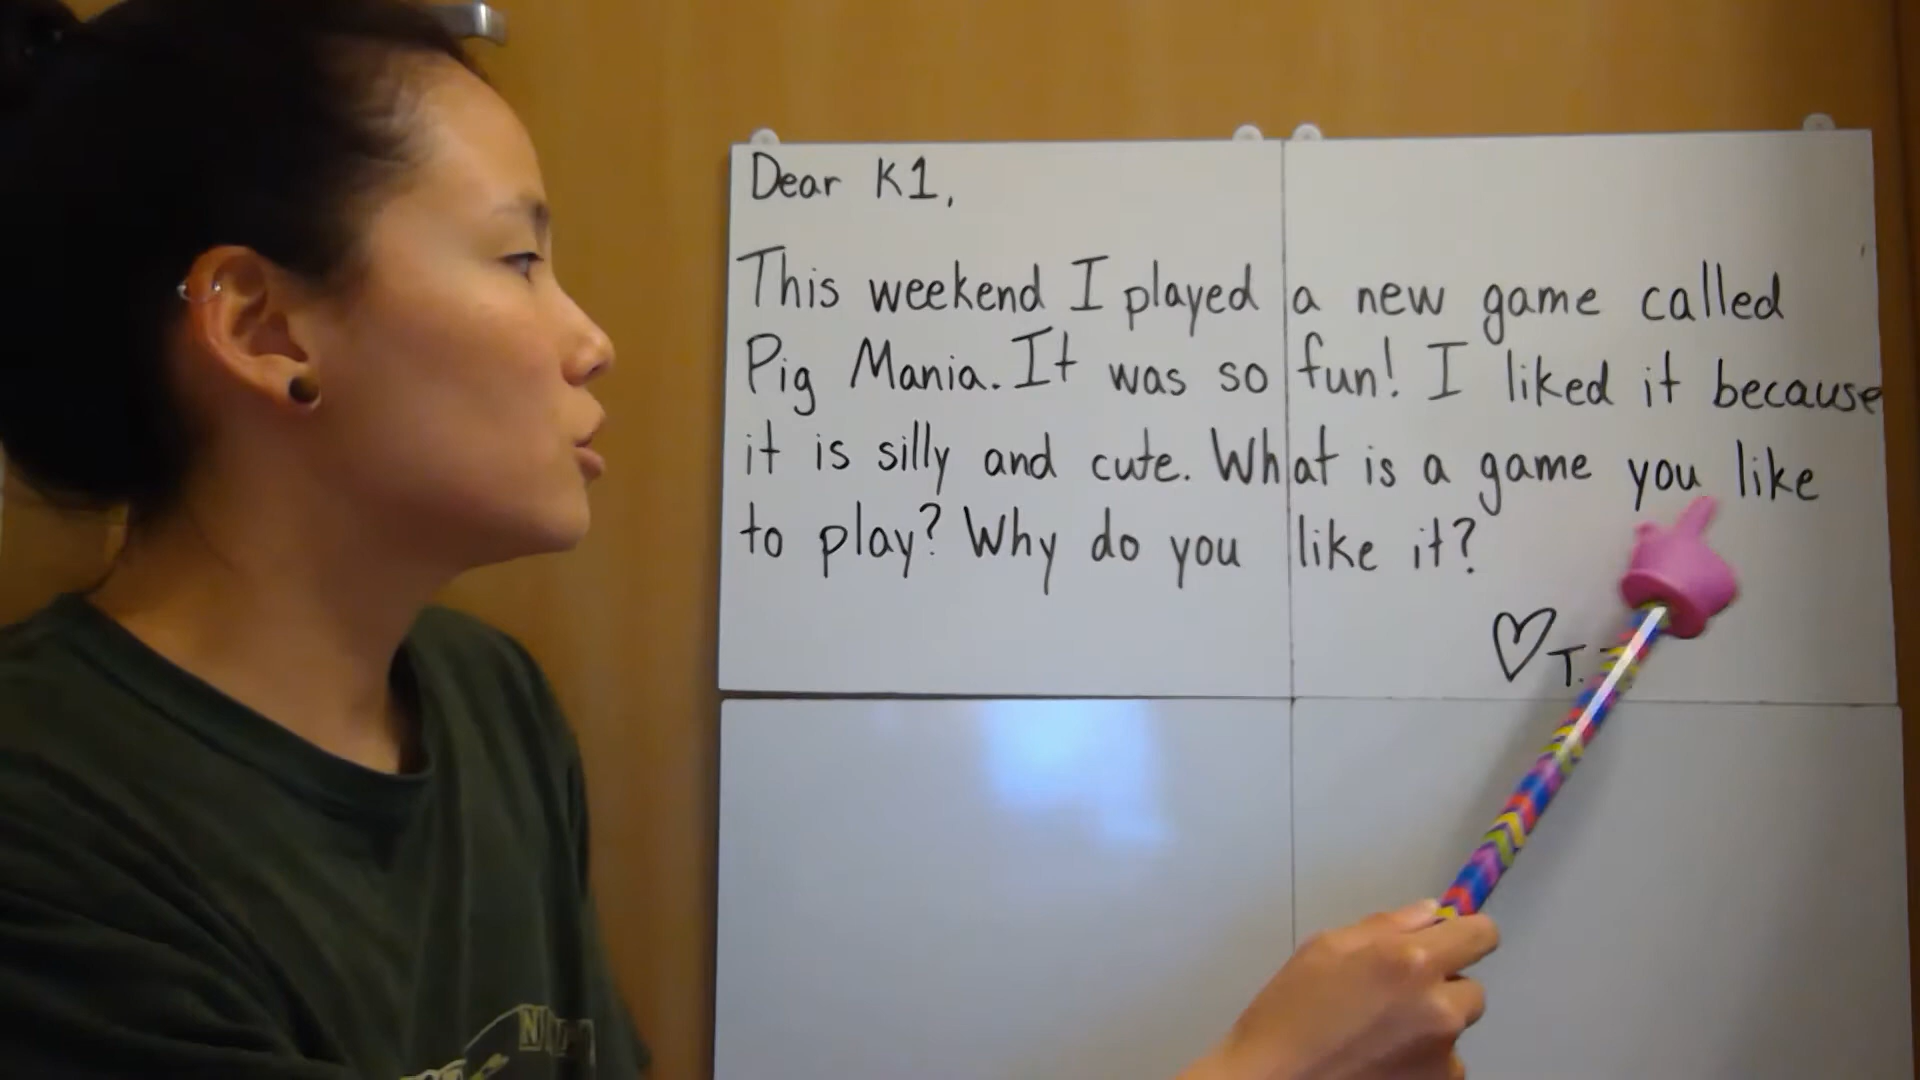 Dear K1,
This weekend I played a new game called
Pig Mania. It was so fun! I liked it because
it is silly and cute. What is a game you like
to play? Why do you like it?
♡T.